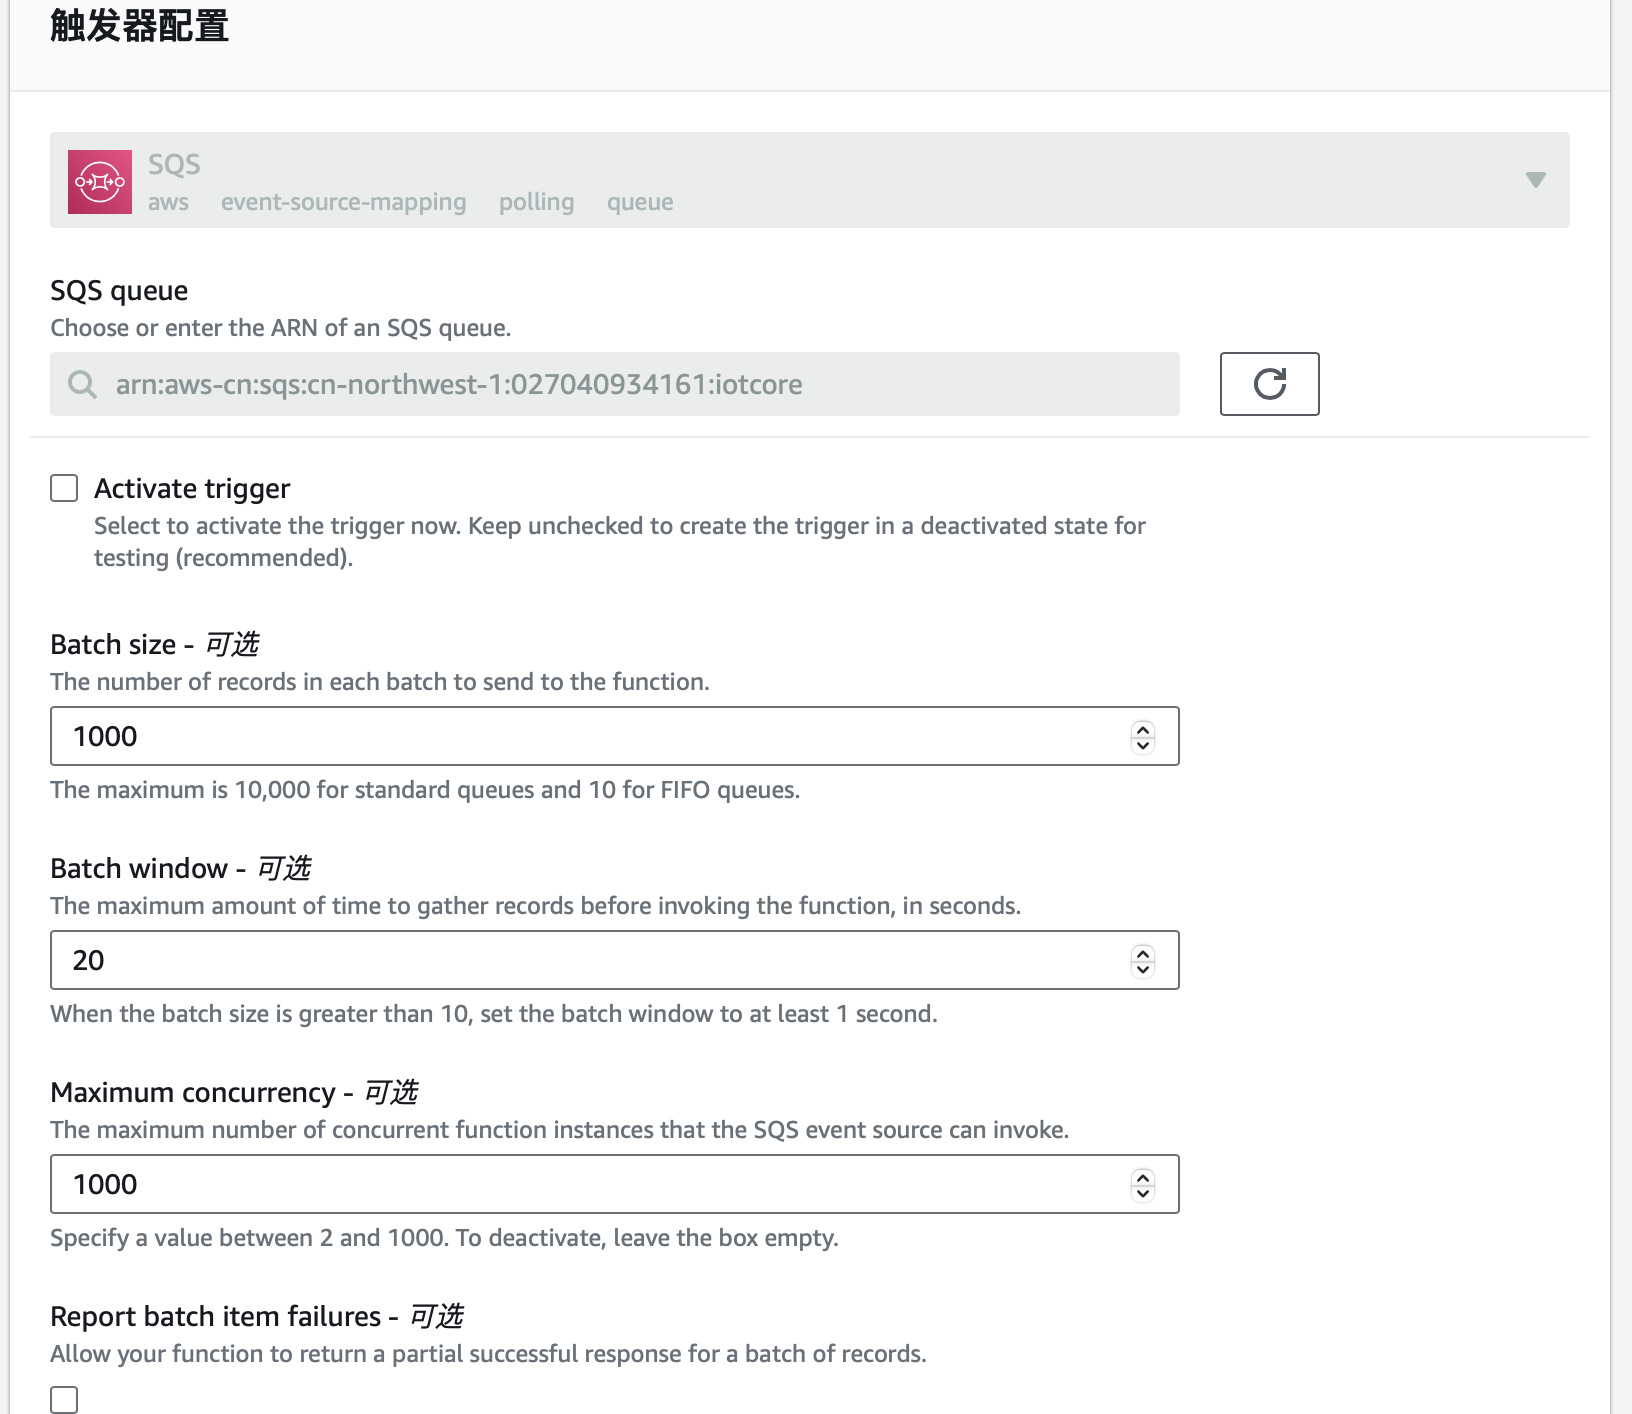 触发器配置
SQS
aws event-source-mapping polling queue
SQS queue
Choose or enter the ARN of an SQS queue.
arn:aws-cn:sqs:cn-northwest-1:027040934161:iotcore
Activate trigger
Select to activate the trigger now. Keep unchecked to create the trigger in a deactivated state for
testing (recommended).
Batch size - 可选
The number of records in each batch to send to the function.
1000
The maximum is 10,000 for standard queues and 10 for FIFO queues.
Batch window - 可选
The maximum amount of time to gather records before invoking the function, in seconds.
20
When the batch size is greater than 10, set the batch window to at least 1 second.
Maximum concurrency - 可选
The maximum number of concurrent function instances that the SQS event source can invoke.
1000
Specify a value between 2 and 1000. To deactivate, leave the box empty.
Report batch item failures - 可选
Allow your function to return a partial successful response for a batch of records.